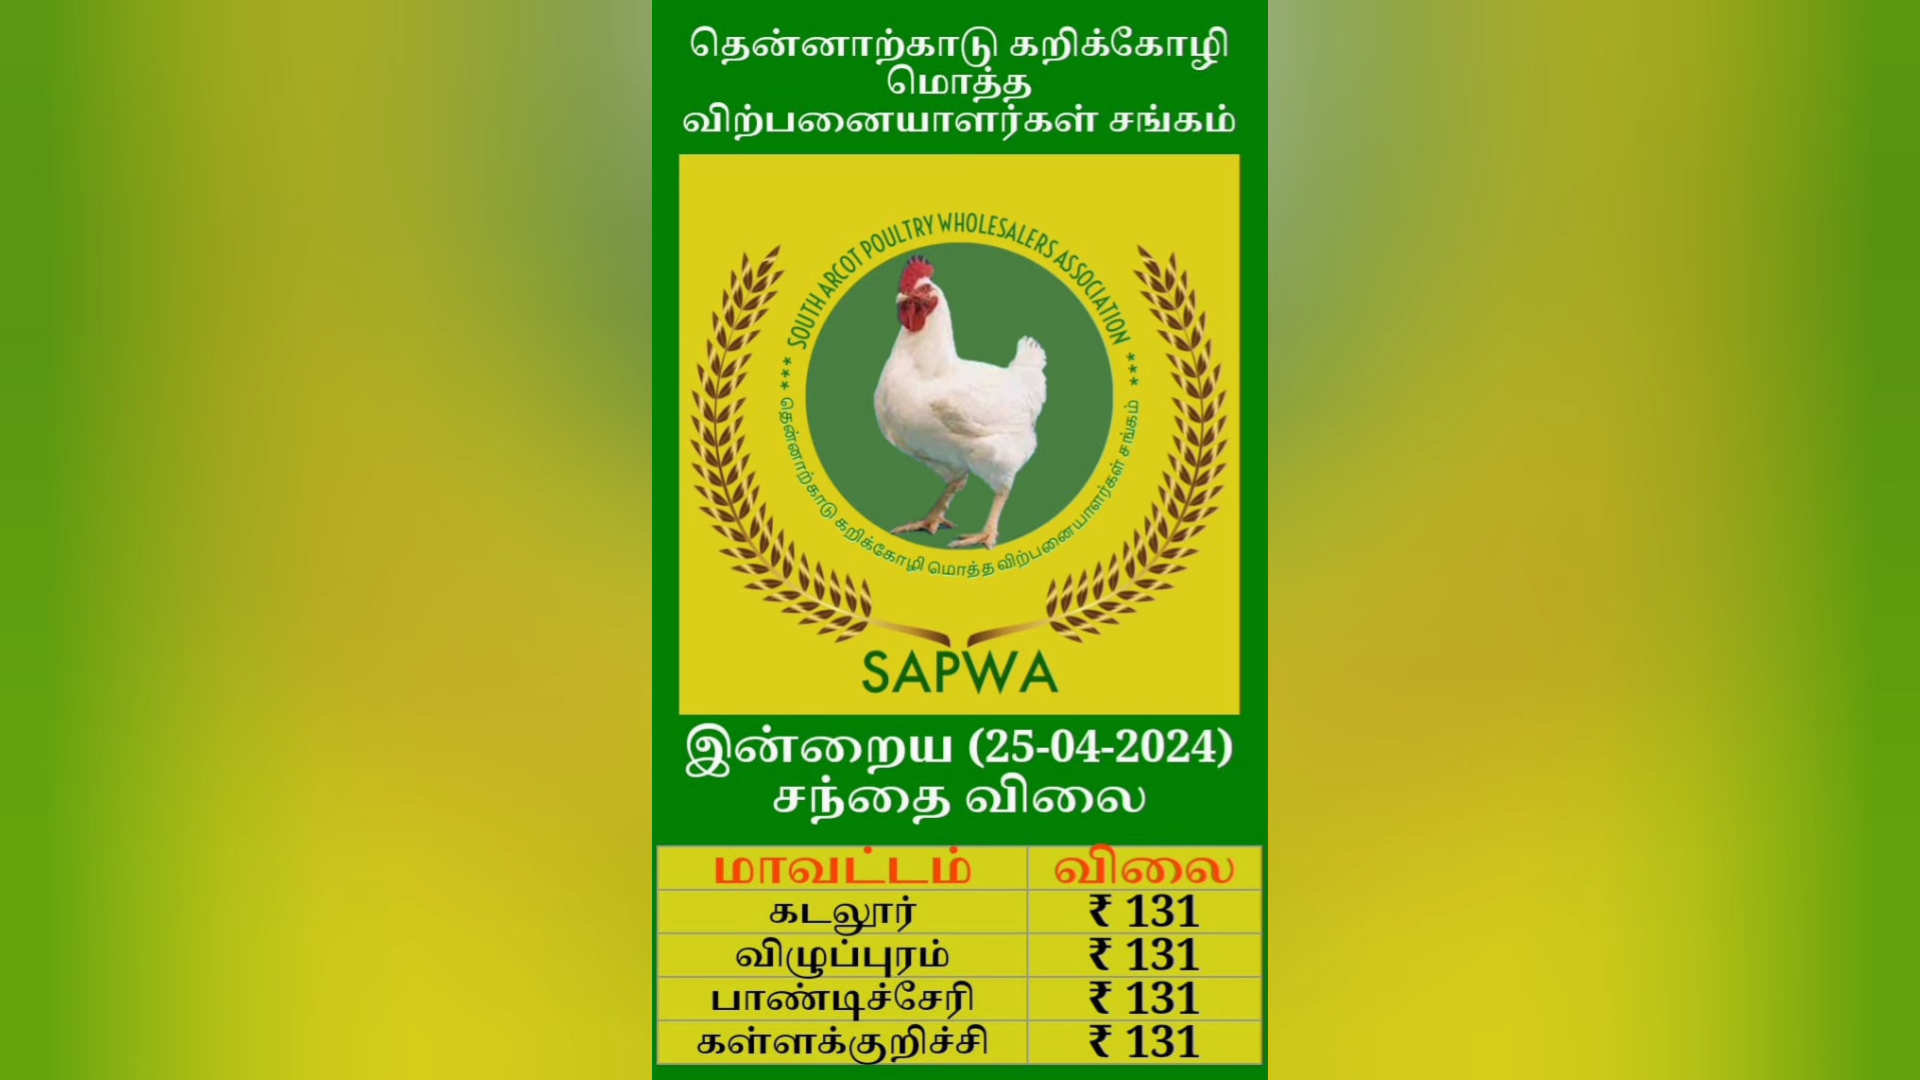 தென்னாற்காடு கறிக்கோழி
மொத்த
விற்பனையாளர்கள் சங்கம்
*** SOUTH ARCOT POULTRY WHOLESALERS ASSOCIATION ***
தென்னாற்காடு கறிக்கோழி மொத்த விற்பனையாளர்கள் சங்கம்
SAPWA
இன்றைய (25-04-2024)
சந்தை விலை
மாவட்டம் விலை
கடலூர் ₹ 131
விழுப்புரம் ₹ 131
பாண்டிச்சேரி ₹ 131
கள்ளக்குறிச்சி ₹ 131